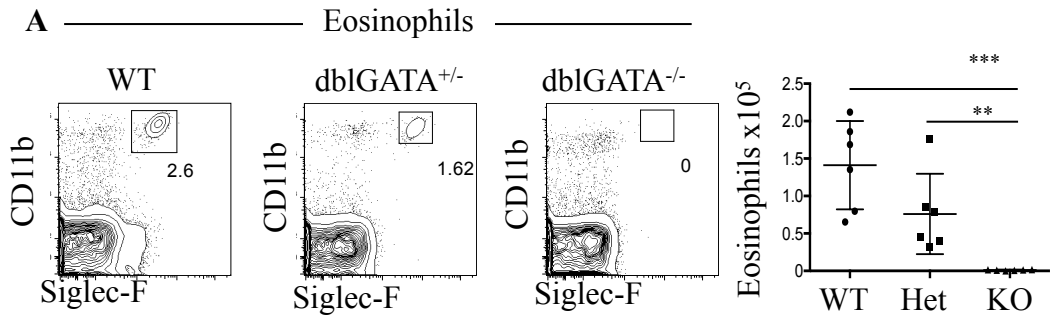 A Eosinophils
WT
dblGATA+/-
dblGATA-/-
CD11b
2.6
Siglec-F
CD11b
1.62
Siglec-F
CD11b
0
Siglec-F
Eosinophils x10⁵
2.5
2.0
1.5
1.0
0.5
0
***
**
WT Het KO